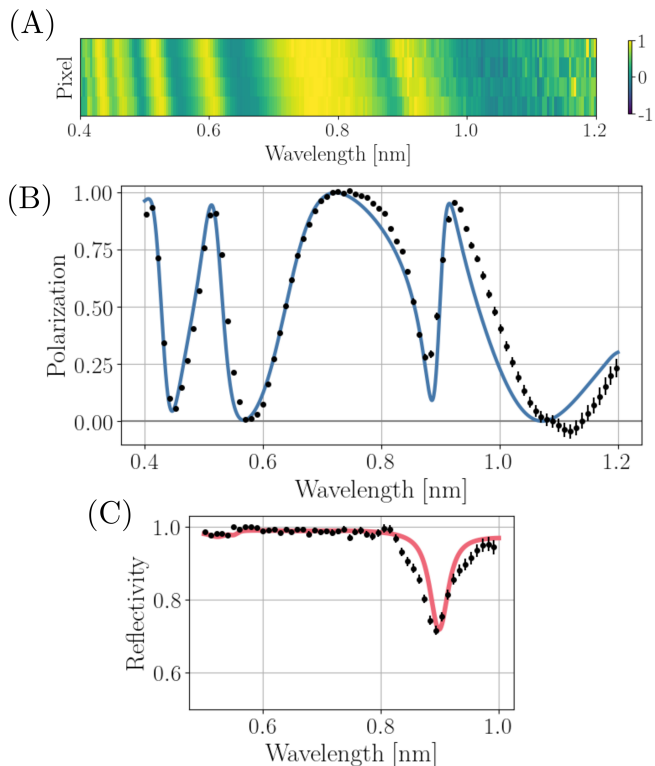 (A)
Pixel
1
0
-1
0.4 0.6 0.8 1.0 1.2
Wavelength [nm]
(B)
Polarization
1.00
0.75
0.50
0.25
0.00
0.4 0.6 0.8 1.0 1.2
Wavelength [nm]
(C)
Reflectivity
1.0
0.8
0.6
0.6 0.8 1.0
Wavelength [nm]